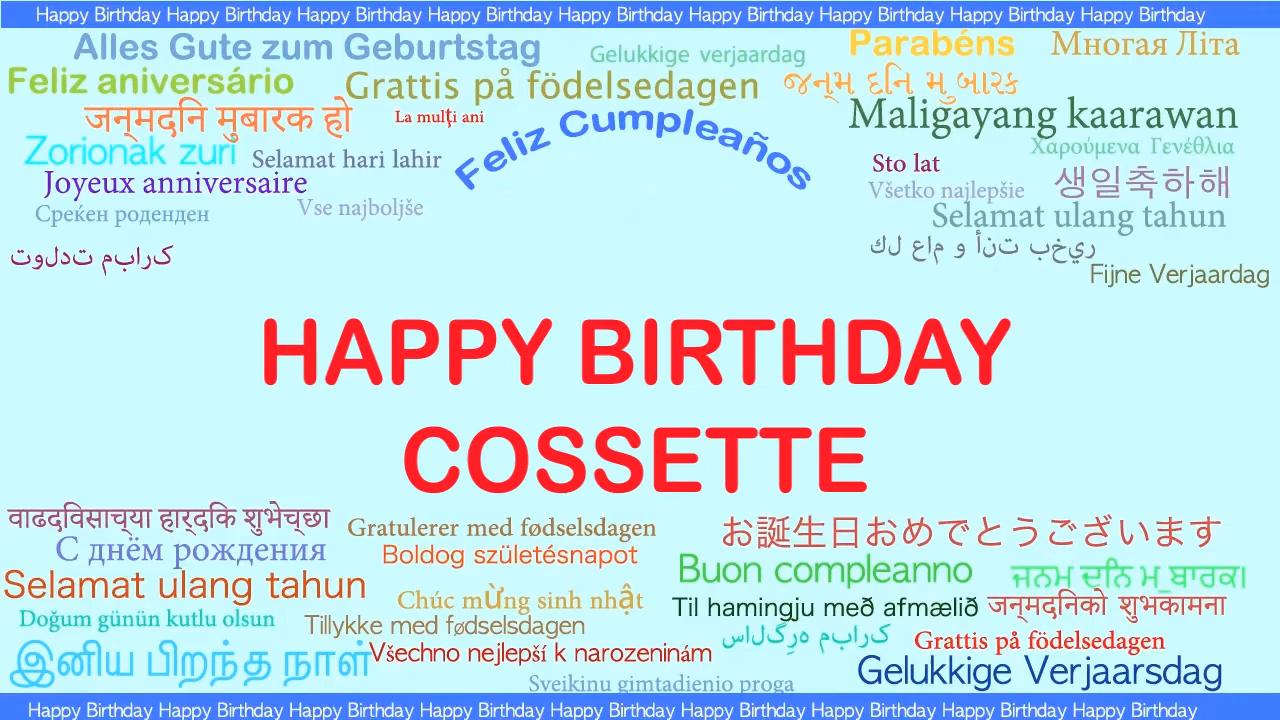 Happy Birthday Happy Birthday Happy Birthday Happy Birthday Happy Birthday Happy Birthday Happy Birthday Happy Birthday Happy Birthday
Alles Gute zum Geburtstag
Gelukkige verjaardag
Parabéns
Многая Літа
Feliz aniversário
Grattis på födelsedagen
જન્મ દિન મુબારક
जन्मदिन मुबारक हो
La mulţi ani
Feliz Cumpleaños
Maligayang kaarawan
Zorionak zuri
Selamat hari lahir
Χαρούμενα Γενέθλια
Sto lat
Joyeux anniversaire
Všetko najlepšie
생일축하해
Среќен роденден
Vse najboljše
Selamat ulang tahun
تولدت مبارک
كل عام و أنت بخير
Fijne Verjaardag
HAPPY BIRTHDAY
COSSETTE
वाढदिवसाच्या हार्दिक शुभेच्छा
Gratulerer med fødselsdagen
お誕生日おめでとうございます
С днём рождения
Boldog születésnapot
Buon compleanno
ਜਨਮ ਦਿਨ ਮੁਬਾਰਕ।
Selamat ulang tahun
Chúc mừng sinh nhật
Til hamingju með afmælið
जन्मदिनको शुभकामना
Doğum günün kutlu olsun
Tillykke med fødselsdagen
سالگرہ مبارک
Grattis på födelsedagen
இனிய பிறந்த நாள்
Všechno nejlepší k narozeninám
Gelukkige Verjaarsdag
Sveikinu gimtadienio proga
Happy Birthday Happy Birthday Happy Birthday Happy Birthday Happy Birthday Happy Birthday Happy Birthday Happy Birthday Happy Birthday